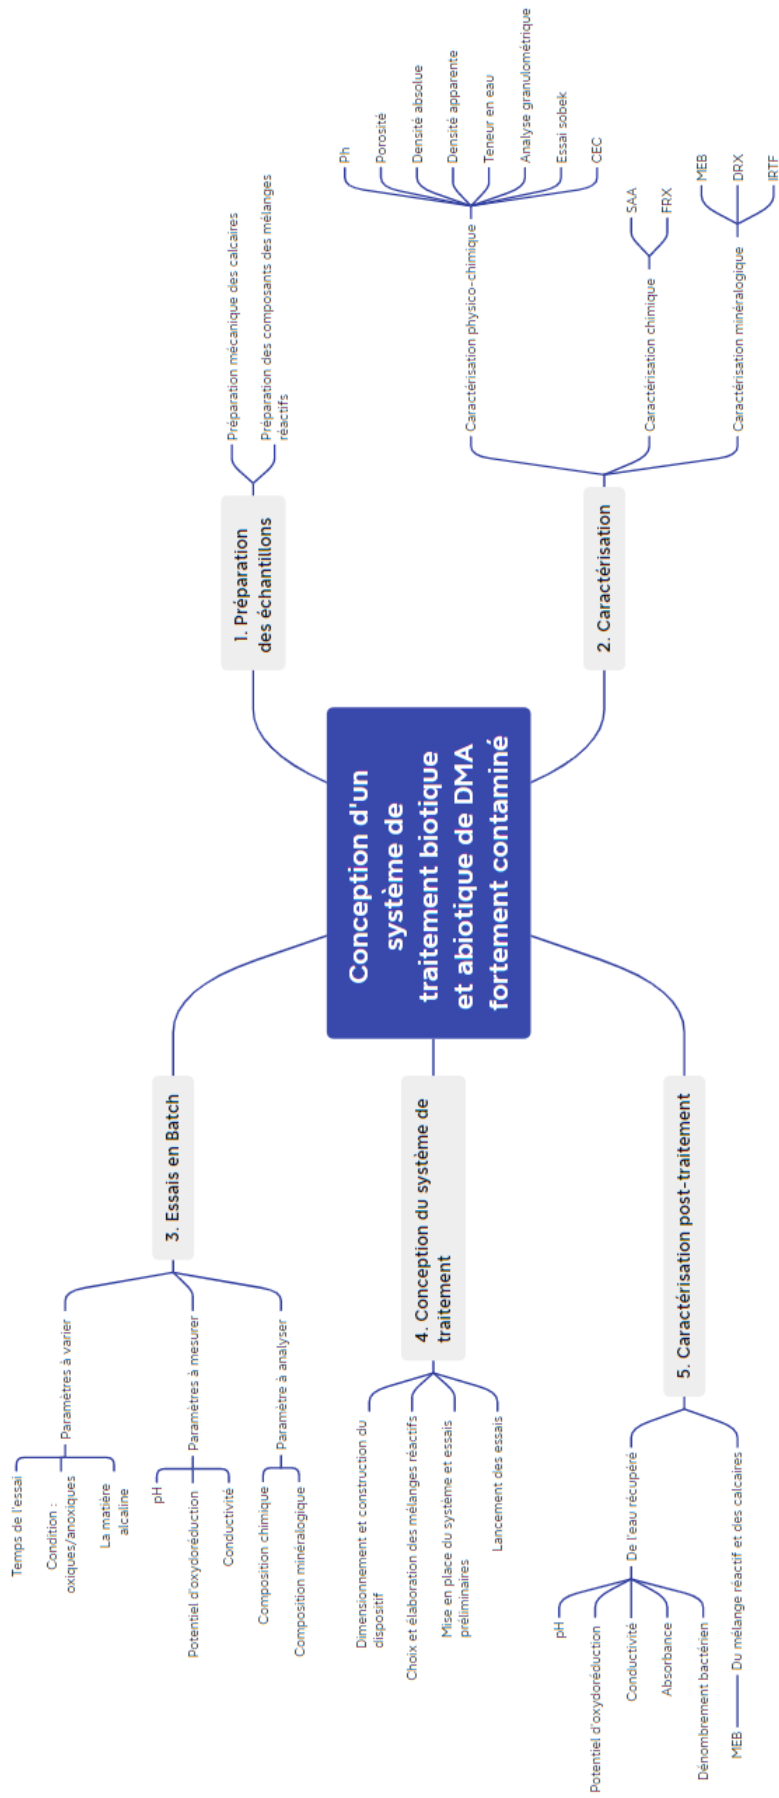 Conception d'un
système de
traitement biotique
et abiotique de DMA
fortement contaminé
1. Préparation
des échantillons
Préparation mécanique des calcaires
Préparation des composants des mélanges
réactifs
2. Caractérisation
Caractérisation physico-chimique
Ph
Porosité
Densité absolue
Densité apparente
Teneur en eau
Analyse granulométrique
Essai sobek
CEC
Caractérisation chimique
SAA
FRX
Caractérisation minéralogique
MEB
DRX
IRTF
3. Essais en Batch
Paramètres à varier
Temps de l'essai
Condition :
oxiques/anoxiques
La matière
alcaline
Paramètres à mesurer
pH
Potentiel d'oxydoréduction
Conductivité
Paramètre à analyser
Composition chimique
Composition minéralogique
4. Conception du système de
traitement
Dimensionnement et construction du
dispositif
Choix et élaboration des mélanges réactifs
Mise en place du système et essais
préliminaires
Lancement des essais
5. Caractérisation post-traitement
De l'eau récupéré
pH
Potentiel d'oxydoréduction
Conductivité
Absorbance
Dénombrement bactérien
Du mélange réactif et des calcaires
MEB